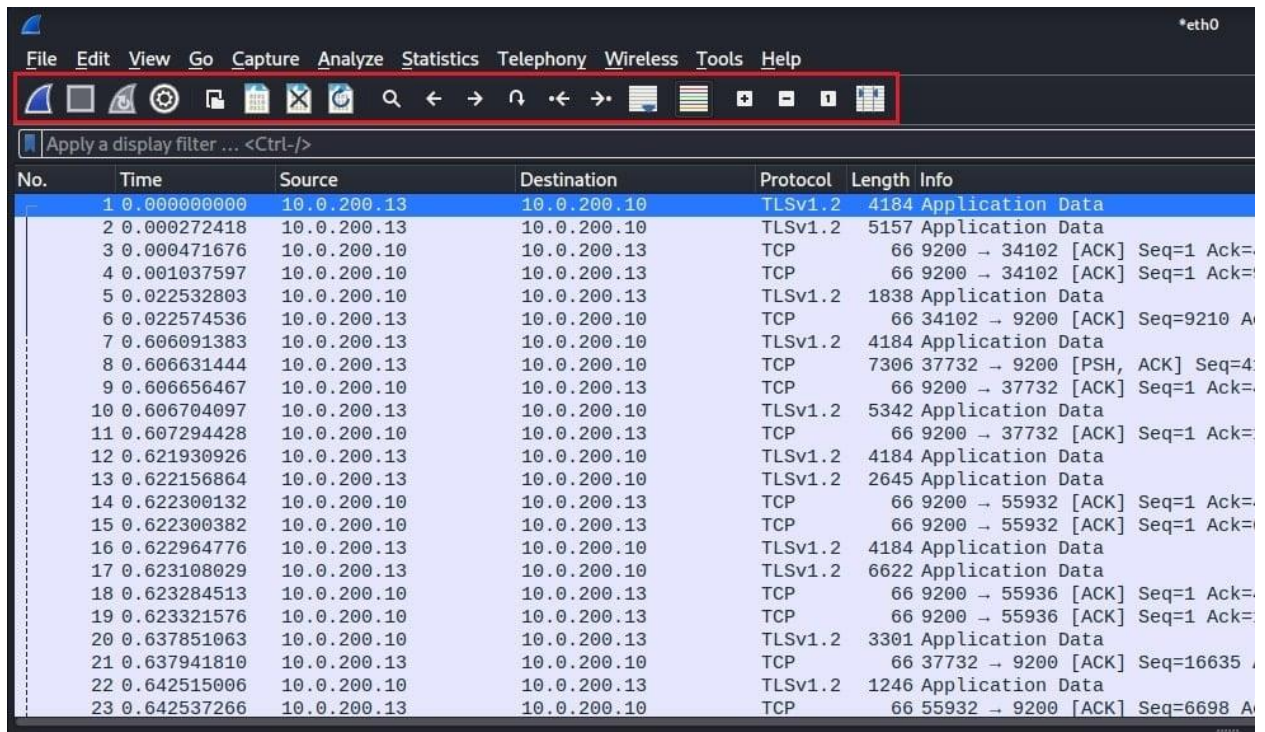 *eth0
File Edit View Go Capture Analyze Statistics Telephony Wireless Tools Help
Apply a display filter ... <Ctrl-/>
No. Time Source Destination Protocol Length Info
1 0.000000000 10.0.200.13 10.0.200.10 TLSv1.2 4184 Application Data
2 0.000272418 10.0.200.13 10.0.200.10 TLSv1.2 5157 Application Data
3 0.000471676 10.0.200.10 10.0.200.13 TCP 66 9200 → 34102 [ACK] Seq=1 Ack=
4 0.001037597 10.0.200.10 10.0.200.13 TCP 66 9200 → 34102 [ACK] Seq=1 Ack=
5 0.022532803 10.0.200.10 10.0.200.13 TLSv1.2 1838 Application Data
6 0.022574536 10.0.200.13 10.0.200.10 TCP 66 34102 → 9200 [ACK] Seq=9210
7 0.606091383 10.0.200.13 10.0.200.10 TLSv1.2 4184 Application Data
8 0.606631444 10.0.200.13 10.0.200.10 TCP 7306 37732 → 9200 [PSH, ACK] Seq=
9 0.606656467 10.0.200.10 10.0.200.13 TCP 66 9200 → 37732 [ACK] Seq=1 Ack=
10 0.606704097 10.0.200.13 10.0.200.10 TLSv1.2 5342 Application Data
11 0.607294428 10.0.200.10 10.0.200.13 TCP 66 9200 → 37732 [ACK] Seq=1 Ack=
12 0.621930926 10.0.200.13 10.0.200.10 TLSv1.2 4184 Application Data
13 0.622156864 10.0.200.13 10.0.200.10 TLSv1.2 2645 Application Data
14 0.622300132 10.0.200.10 10.0.200.13 TCP 66 9200 → 55932 [ACK] Seq=1 Ack=
15 0.622300382 10.0.200.10 10.0.200.13 TCP 66 9200 → 55932 [ACK] Seq=1 Ack=
16 0.622964776 10.0.200.13 10.0.200.10 TLSv1.2 4184 Application Data
17 0.623108029 10.0.200.13 10.0.200.10 TLSv1.2 6622 Application Data
18 0.623284513 10.0.200.10 10.0.200.13 TCP 66 9200 → 55936 [ACK] Seq=1 Ack=
19 0.623321576 10.0.200.10 10.0.200.13 TCP 66 9200 → 55936 [ACK] Seq=1 Ack=
20 0.637851063 10.0.200.10 10.0.200.13 TLSv1.2 3301 Application Data
21 0.637941810 10.0.200.13 10.0.200.10 TCP 66 37732 → 9200 [ACK] Seq=16635
22 0.642515006 10.0.200.10 10.0.200.13 TLSv1.2 1246 Application Data
23 0.642537266 10.0.200.13 10.0.200.10 TCP 66 55932 → 9200 [ACK] Seq=6698